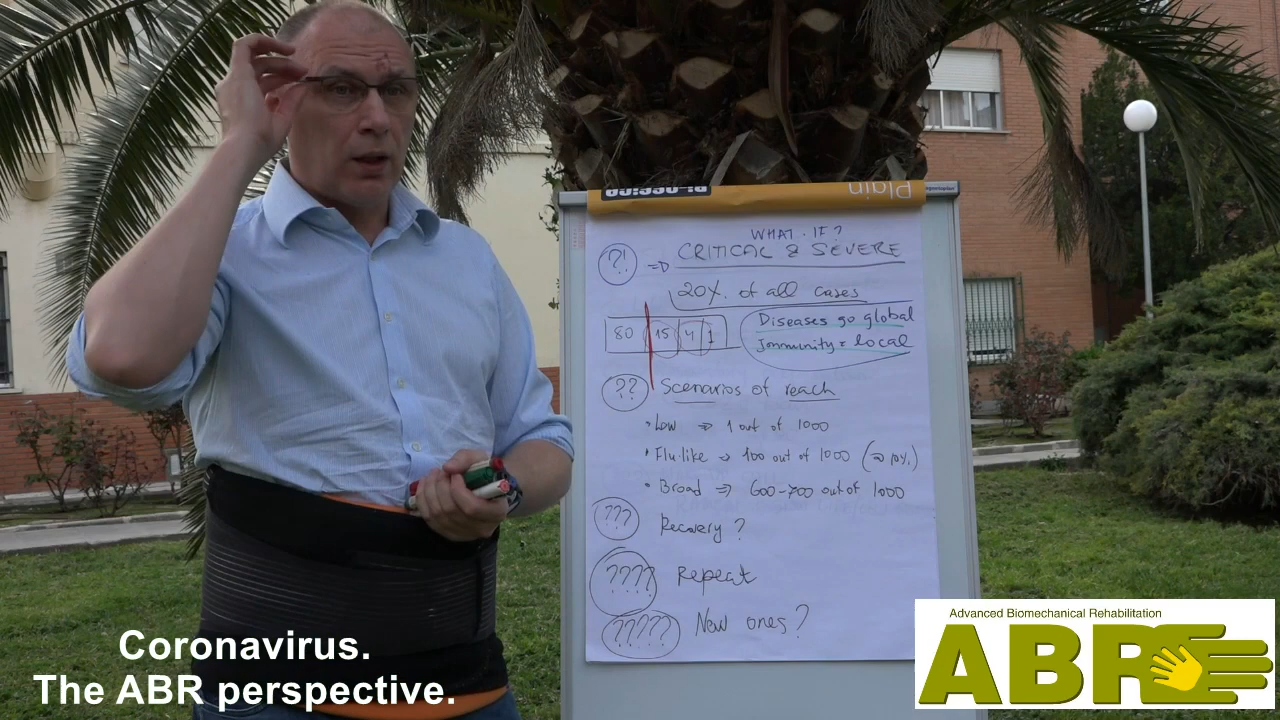 Plain
WHAT IF?
?! => CRITICAL & SEVERE
20% of all cases
80 15 4 1
Diseases go global
Immunity = local
?? Scenarios of reach
• Low => 1 out of 1000
• Flu-like → 100 out of 1000 (→ 10%)
• Broad => 600-700 out of 1000
??? Recovery?
???? Repeat
????? New ones?
Coronavirus.
The ABR perspective.
Advanced Biomechanical Rehabilitation
ABR